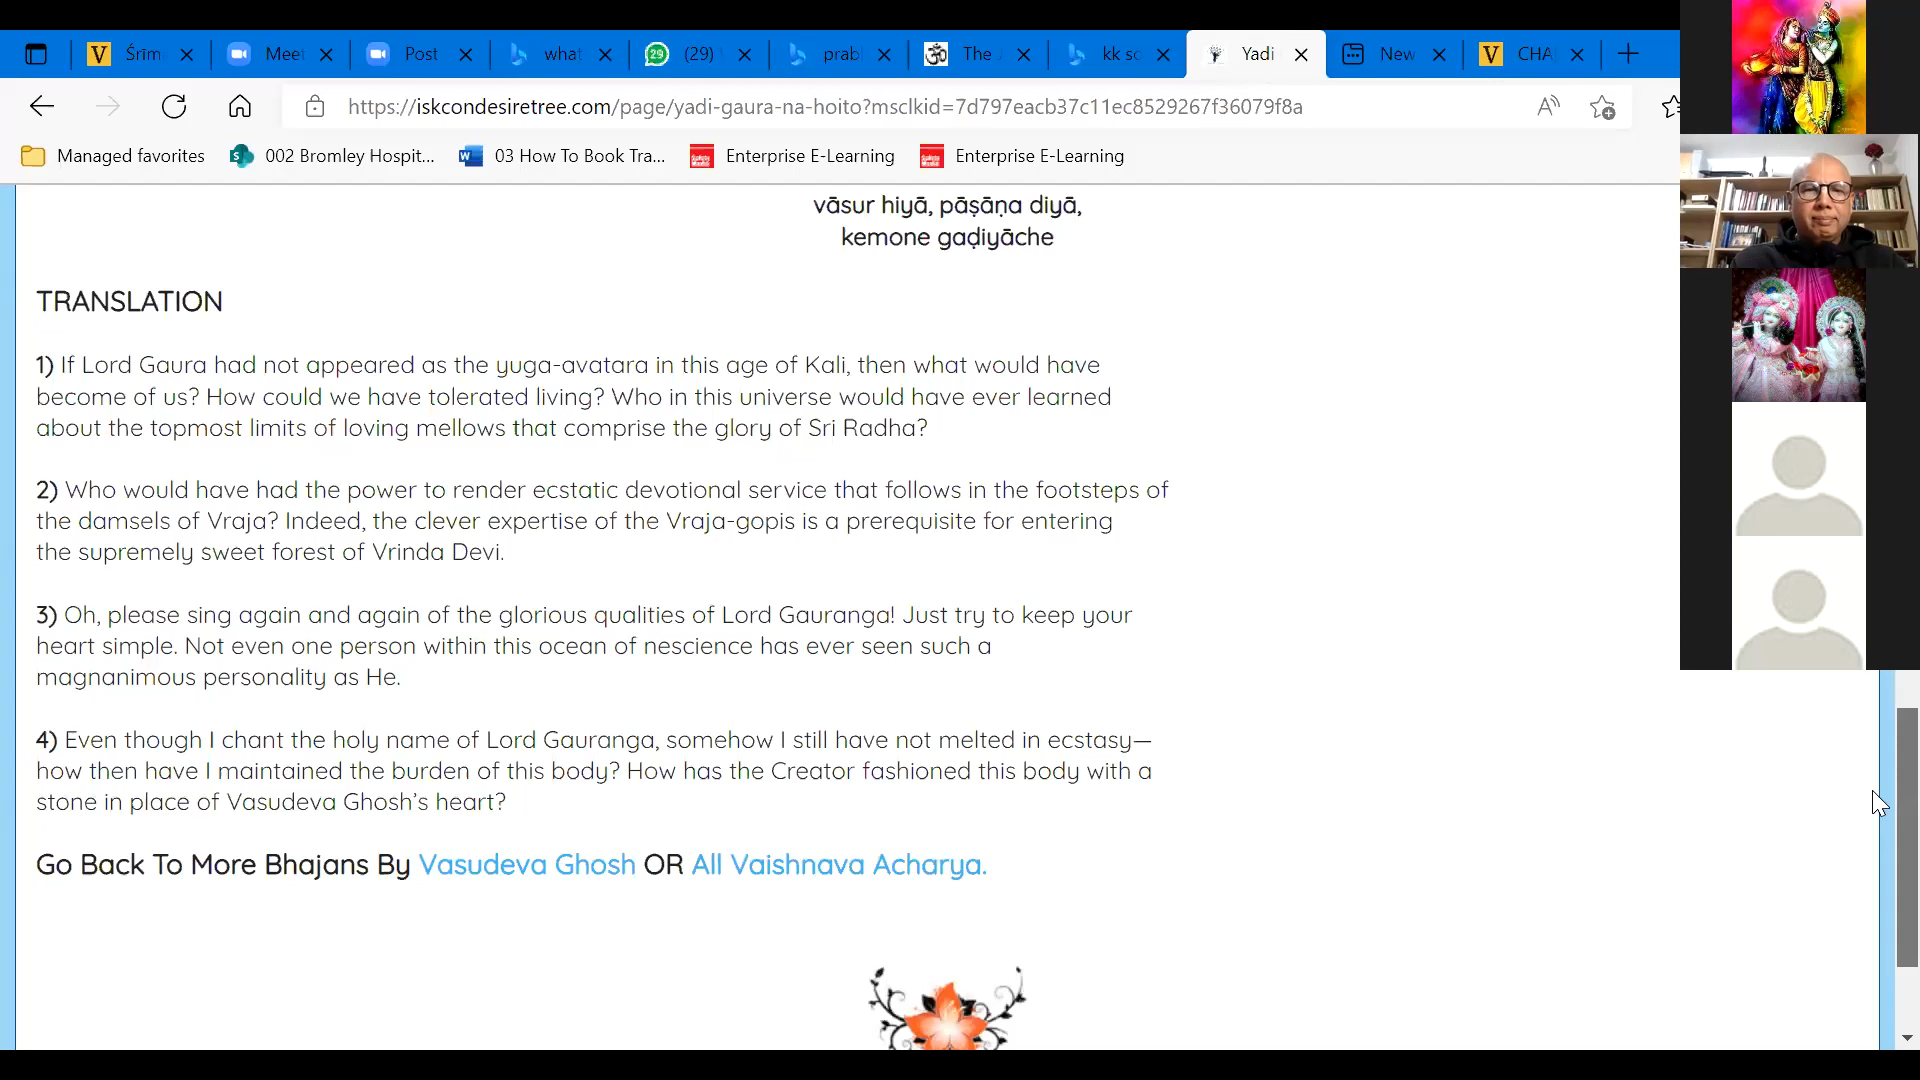 V Śrīm
Meet
Post
what
29 (29)
prab
The
kk sc
Yadi
New
V CHA
https://iskcondesiretree.com/page/yadi-gaura-na-hoito?msclkid=7d797eacb37c11ec8529267f36079f8a
Managed favorites
002 Bromley Hospit...
03 How To Book Tra...
Enterprise E-Learning
Enterprise E-Learning
vāsur hiyā, pāṣāṇa diyā,
kemone gaḍiyāche
TRANSLATION
1) If Lord Gaura had not appeared as the yuga-avatara in this age of Kali, then what would have
become of us? How could we have tolerated living? Who in this universe would have ever learned
about the topmost limits of loving mellows that comprise the glory of Sri Radha?
2) Who would have had the power to render ecstatic devotional service that follows in the footsteps of
the damsels of Vraja? Indeed, the clever expertise of the Vraja-gopis is a prerequisite for entering
the supremely sweet forest of Vrinda Devi.
3) Oh, please sing again and again of the glorious qualities of Lord Gauranga! Just try to keep your
heart simple. Not even one person within this ocean of nescience has ever seen such a
magnanimous personality as He.
4) Even though I chant the holy name of Lord Gauranga, somehow I still have not melted in ecstasy—
how then have I maintained the burden of this body? How has the Creator fashioned this body with a
stone in place of Vasudeva Ghosh’s heart?
Go Back To More Bhajans By Vasudeva Ghosh OR All Vaishnava Acharya.